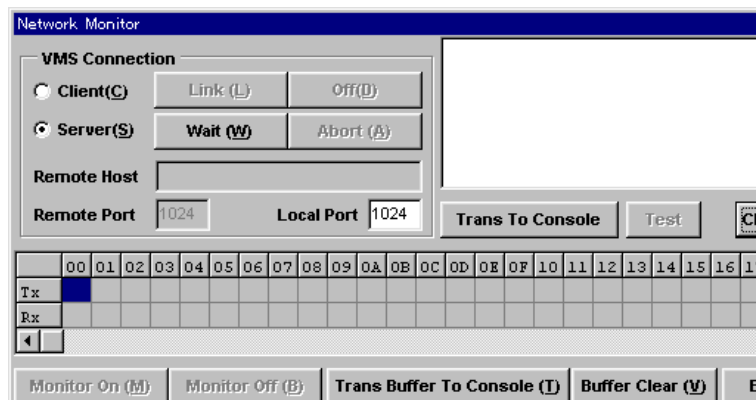 Network Monitor
VMS Connection
Client(C) Link (L) Off(D)
Server(S) Wait (W) Abort (A)
Remote Host
Remote Port 1024 Local Port 1024
Trans To Console Test
00 01 02 03 04 05 06 07 08 09 0A 0B 0C 0D 0E 0F 10 11 12 13 14 15 16
Tx
Rx
Monitor On (M) Monitor Off (B) Trans Buffer To Console (T) Buffer Clear (V)